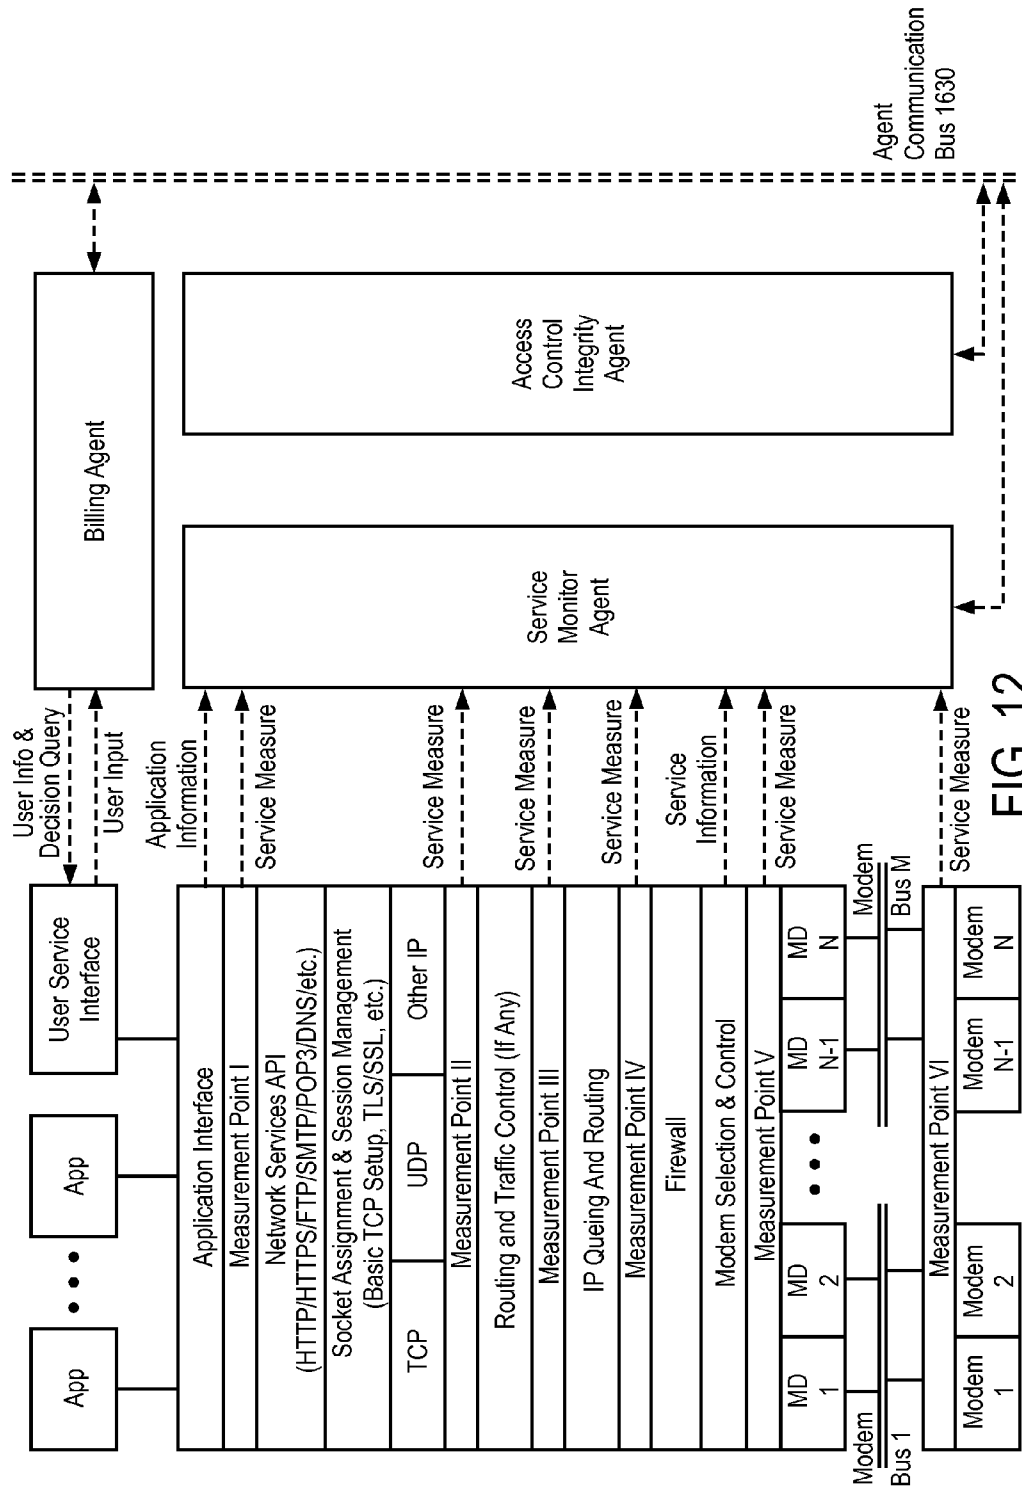 App
App
User Service
Interface
User Info &
Decision Query
User Input
Billing Agent
Application Interface
Application
Information
Measurement Point I
Service Measure
Network Services API
(HTTP/HTTPS/FTP/SMTP/POP3/DNS/etc.)
Socket Assignment & Session Management
(Basic TCP Setup, TLS/SSL, etc.)
TCP
UDP
Other IP
Measurement Point II
Service Measure
Routing and Traffic Control (If Any)
Measurement Point III
Service Measure
IP Queing And Routing
Measurement Point IV
Service Measure
Firewall
Modem Selection & Control
Service
Information
Measurement Point V
Service Measure
MD
1
MD
2
MD
N-1
MD
N
Modem
Bus 1
Modem
Bus M
Measurement Point VI
Service Measure
Modem
1
Modem
2
Modem
N-1
Modem
N
Service
Monitor
Agent
Access
Control
Integrity
Agent
Agent
Communication
Bus 1630
FIG. 12